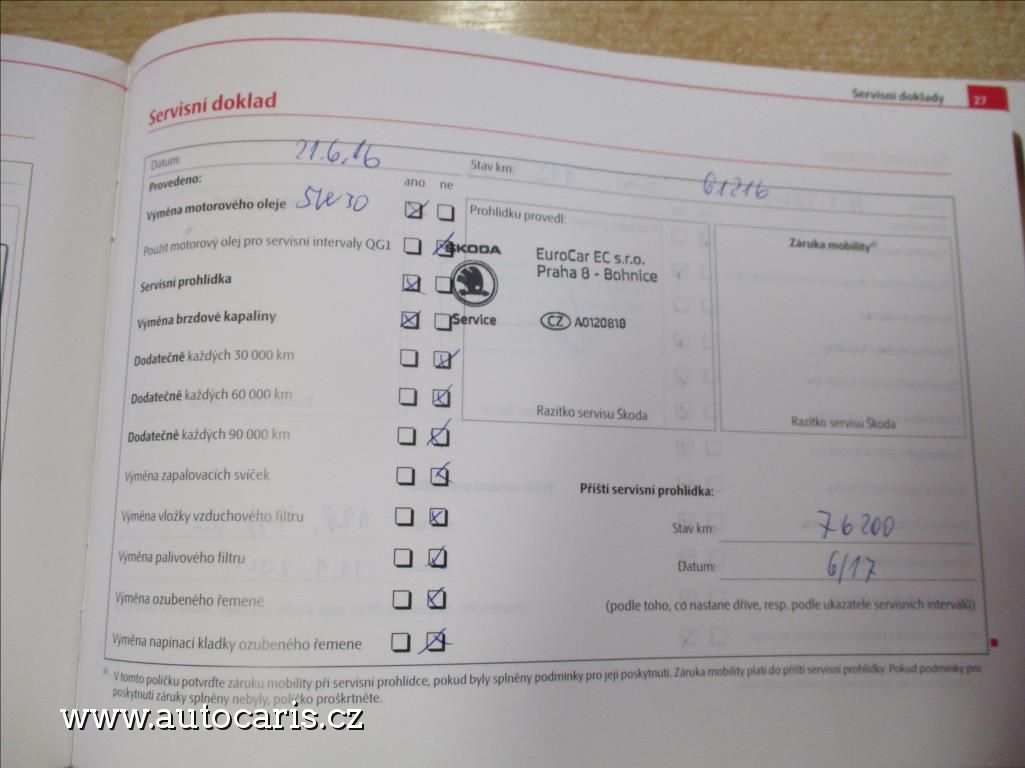 Servisní doklady 27
Servisní doklad
Datum: 21.6.16 Stav km: 61216
Provedeno: ano ne
Výměna motorového oleje 5W30
Prohlídku provedl:
Použit motorový olej pro servisní intervaly QG1
Servisní prohlídka
Výměna brzdové kapaliny
Dodatečně každých 30 000 km
Dodatečně každých 60 000 km
Dodatečně každých 90 000 km
Výměna zapalovacích svíček
Výměna vložky vzduchového filtru
Výměna palivového filtru
Výměna ozubeného řemene
Výměna napínací kladky ozubeného řemene
ŠKODA
Service
EuroCar EC s.r.o.
Praha 8 - Bohnice
CZ A0120818
Razítko servisu Škoda
Záruka mobility a)
Razítko servisu Škoda
Příští servisní prohlídka:
Stav km: 76200
Datum: 6/17
(podle toho, co nastane dříve, resp. podle ukazatele servisních intervalů)
a) V tomto políčku potvrďte záruku mobility při servisní prohlídce, pokud byly splněny podmínky pro její poskytnutí. Záruka mobility platí do příští servisní prohlídky. Pokud podmínky pro
poskytnutí záruky splněny nebyly, políčko proškrtněte.
www.autocaris.cz